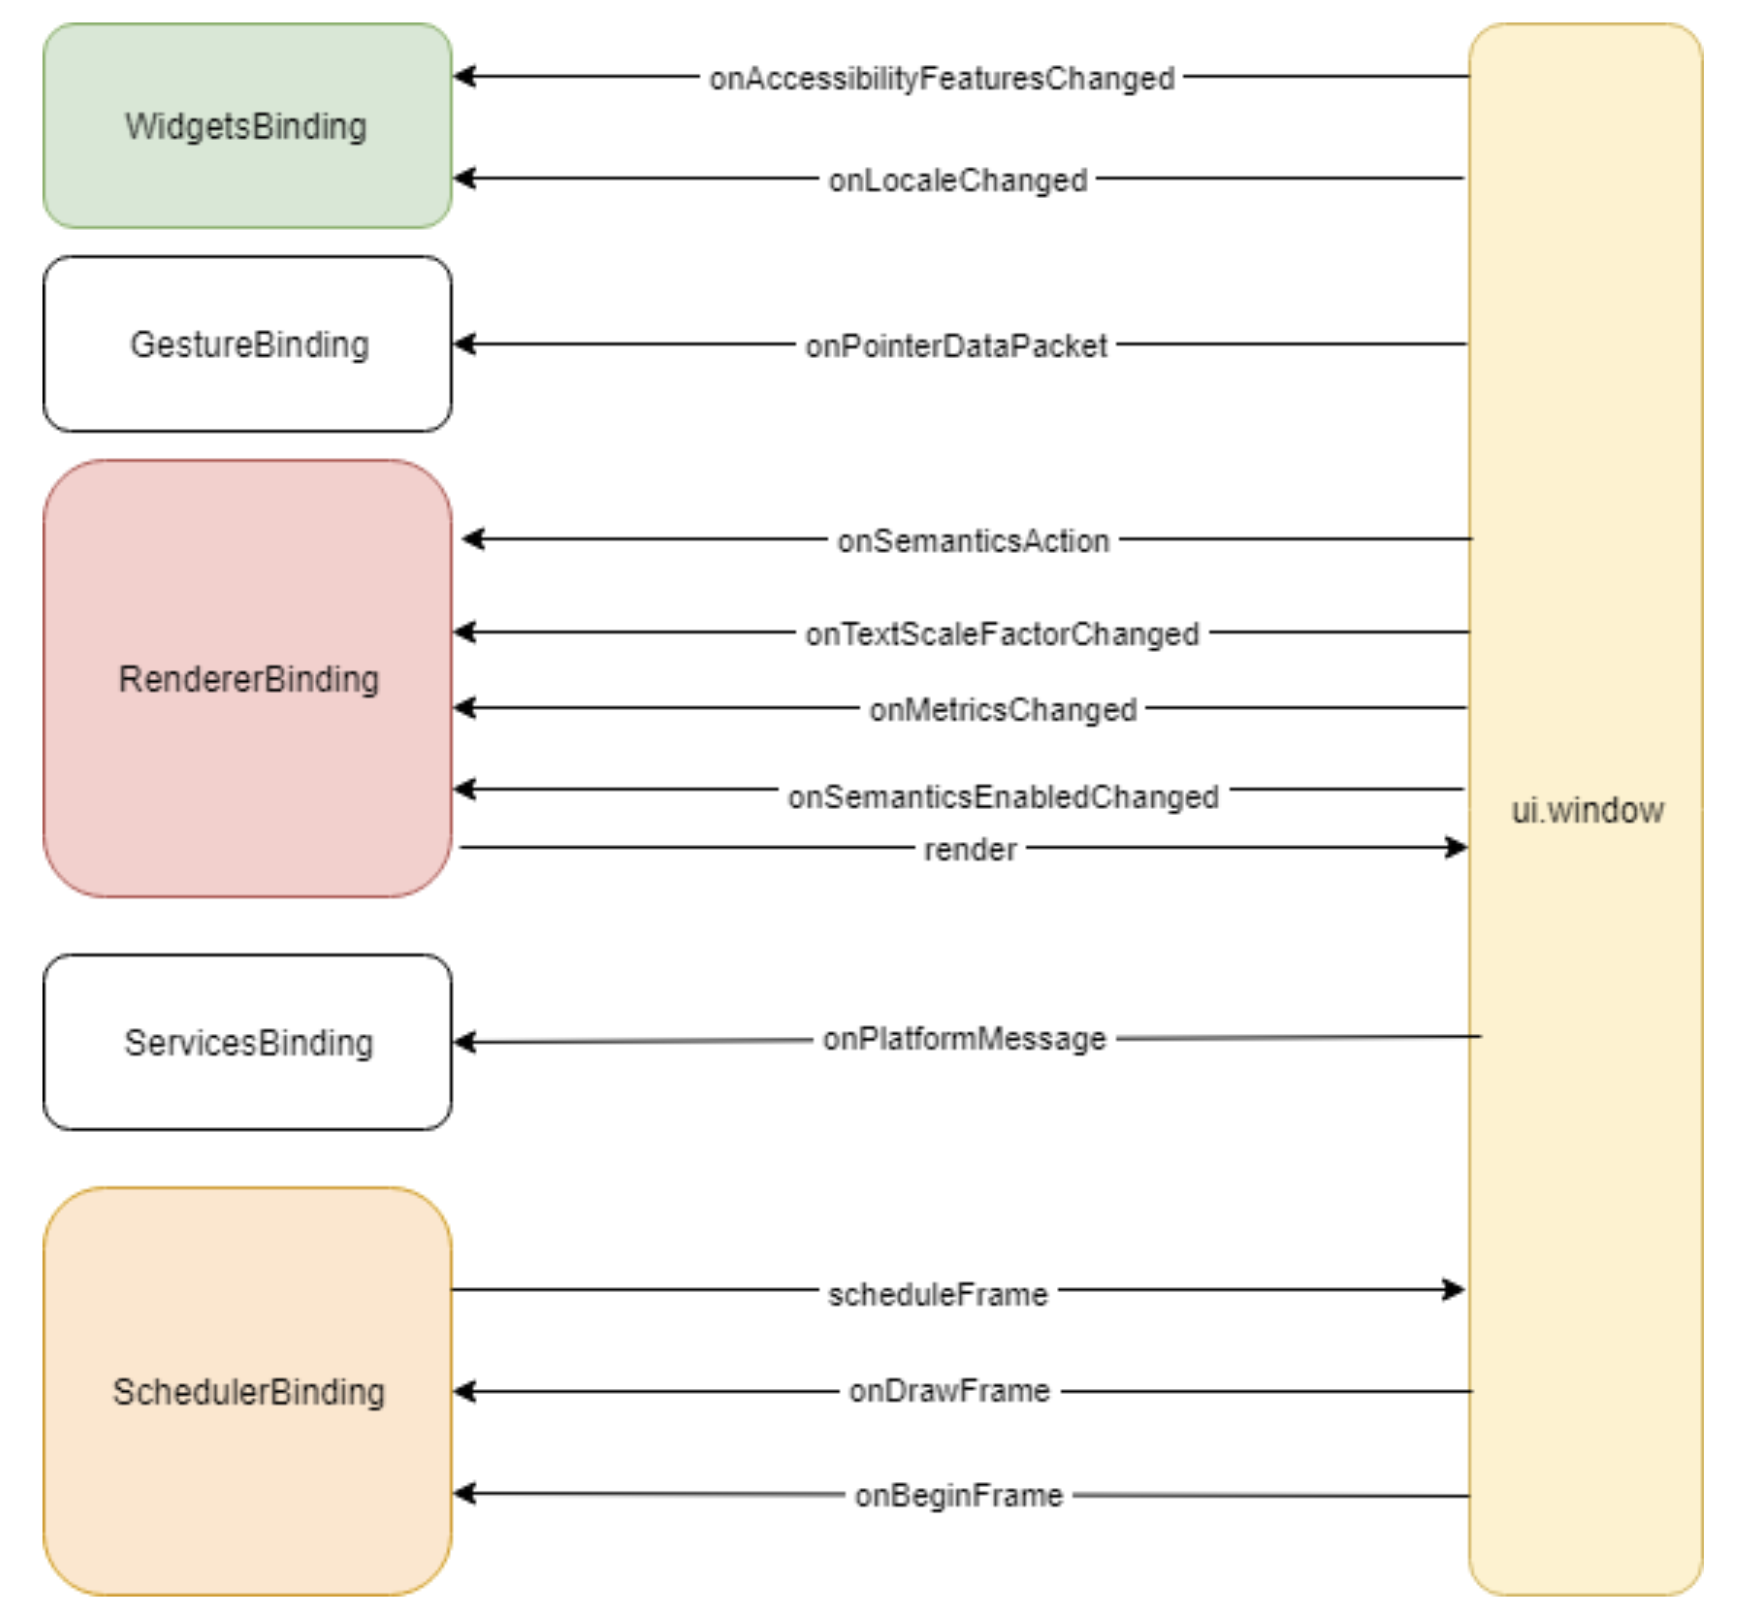 onAccessibilityFeaturesChanged
WidgetsBinding
onLocaleChanged
GestureBinding
onPointerDataPacket
onSemanticsAction
onTextScaleFactorChanged
RendererBinding
onMetricsChanged
onSemanticsEnabledChanged
ui.window
render
ServicesBinding
onPlatformMessage
scheduleFrame
SchedulerBinding
onDrawFrame
onBeginFrame